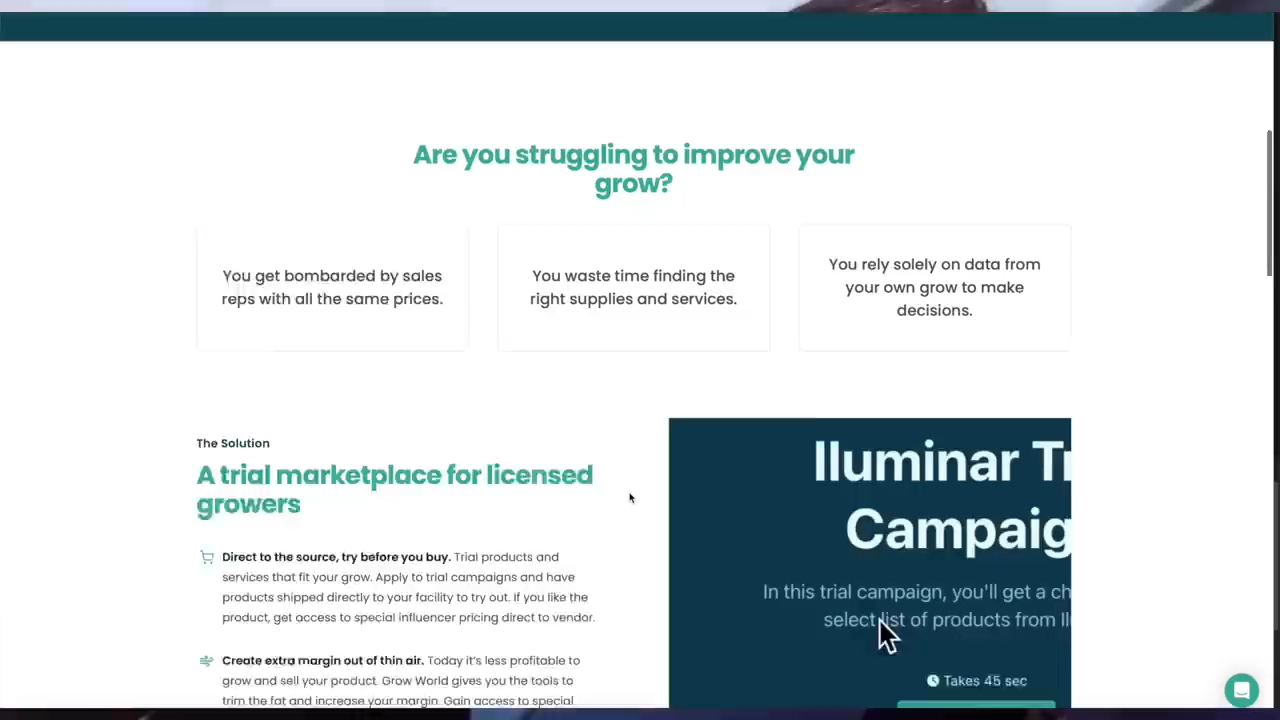 Are you struggling to improve your
grow?
You get bombarded by sales
reps with all the same prices.
You waste time finding the
right supplies and services.
You rely solely on data from
your own grow to make
decisions.
The Solution
A trial marketplace for licensed
growers
Direct to the source, try before you buy. Trial products and
services that fit your grow. Apply to trial campaigns and have
products shipped directly to your facility to try out. If you like the
product, get access to special influencer pricing direct to vendor.
Create extra margin out of thin air. Today it's less profitable to
grow and sell your product. Grow World gives you the tools to
trim the fat and increase your margin. Gain access to special
Iluminar Tr
Campaig
In this trial campaign, you'll get a ch
select list of products from Il
Takes 45 sec